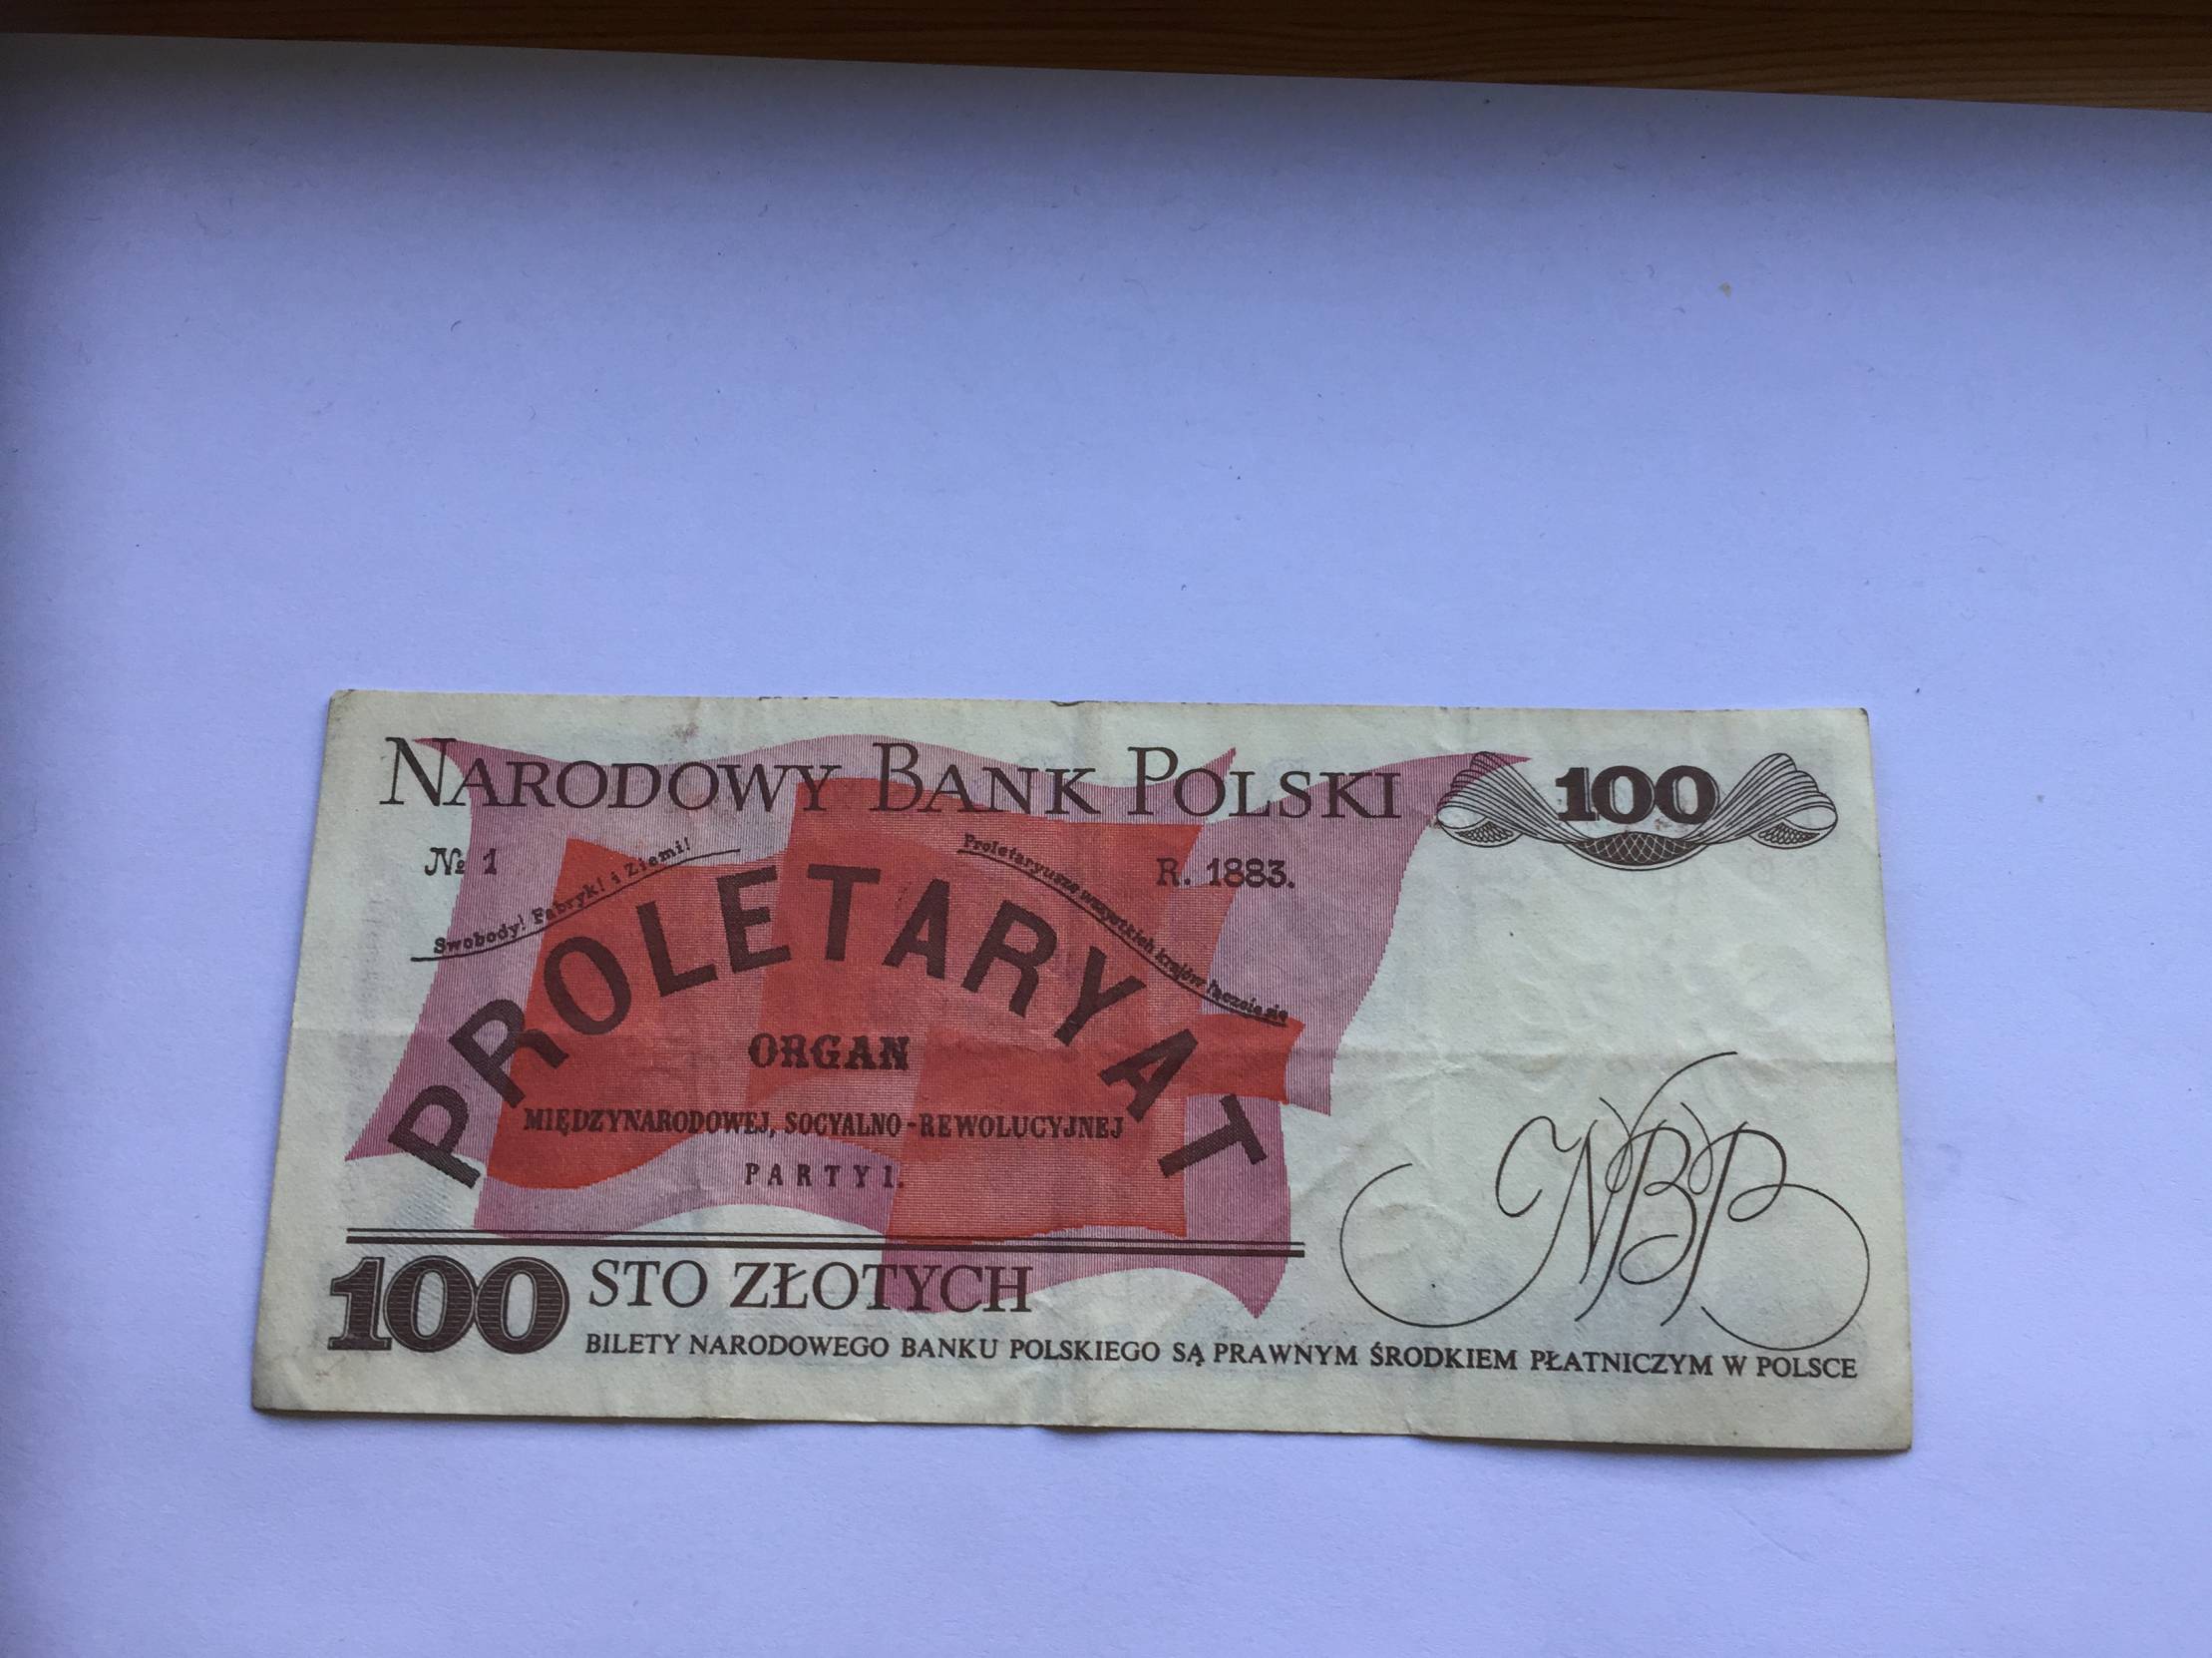 NARODOWY BANK POLSKI
100
№ 1
Swobody! Fabryk! i Ziemi!
Proletaryusze wszystkich krajów łączcie się
R. 1883.
PROLETARYAT
ORGAN
MIĘDZYNARODOWEJ, SOCYALNO-REWOLUCYJNEJ
PARTYI.
NBP
100 STO ZŁOTYCH
BILETY NARODOWEGO BANKU POLSKIEGO SĄ PRAWNYM ŚRODKIEM PŁATNICZYM W POLSCE